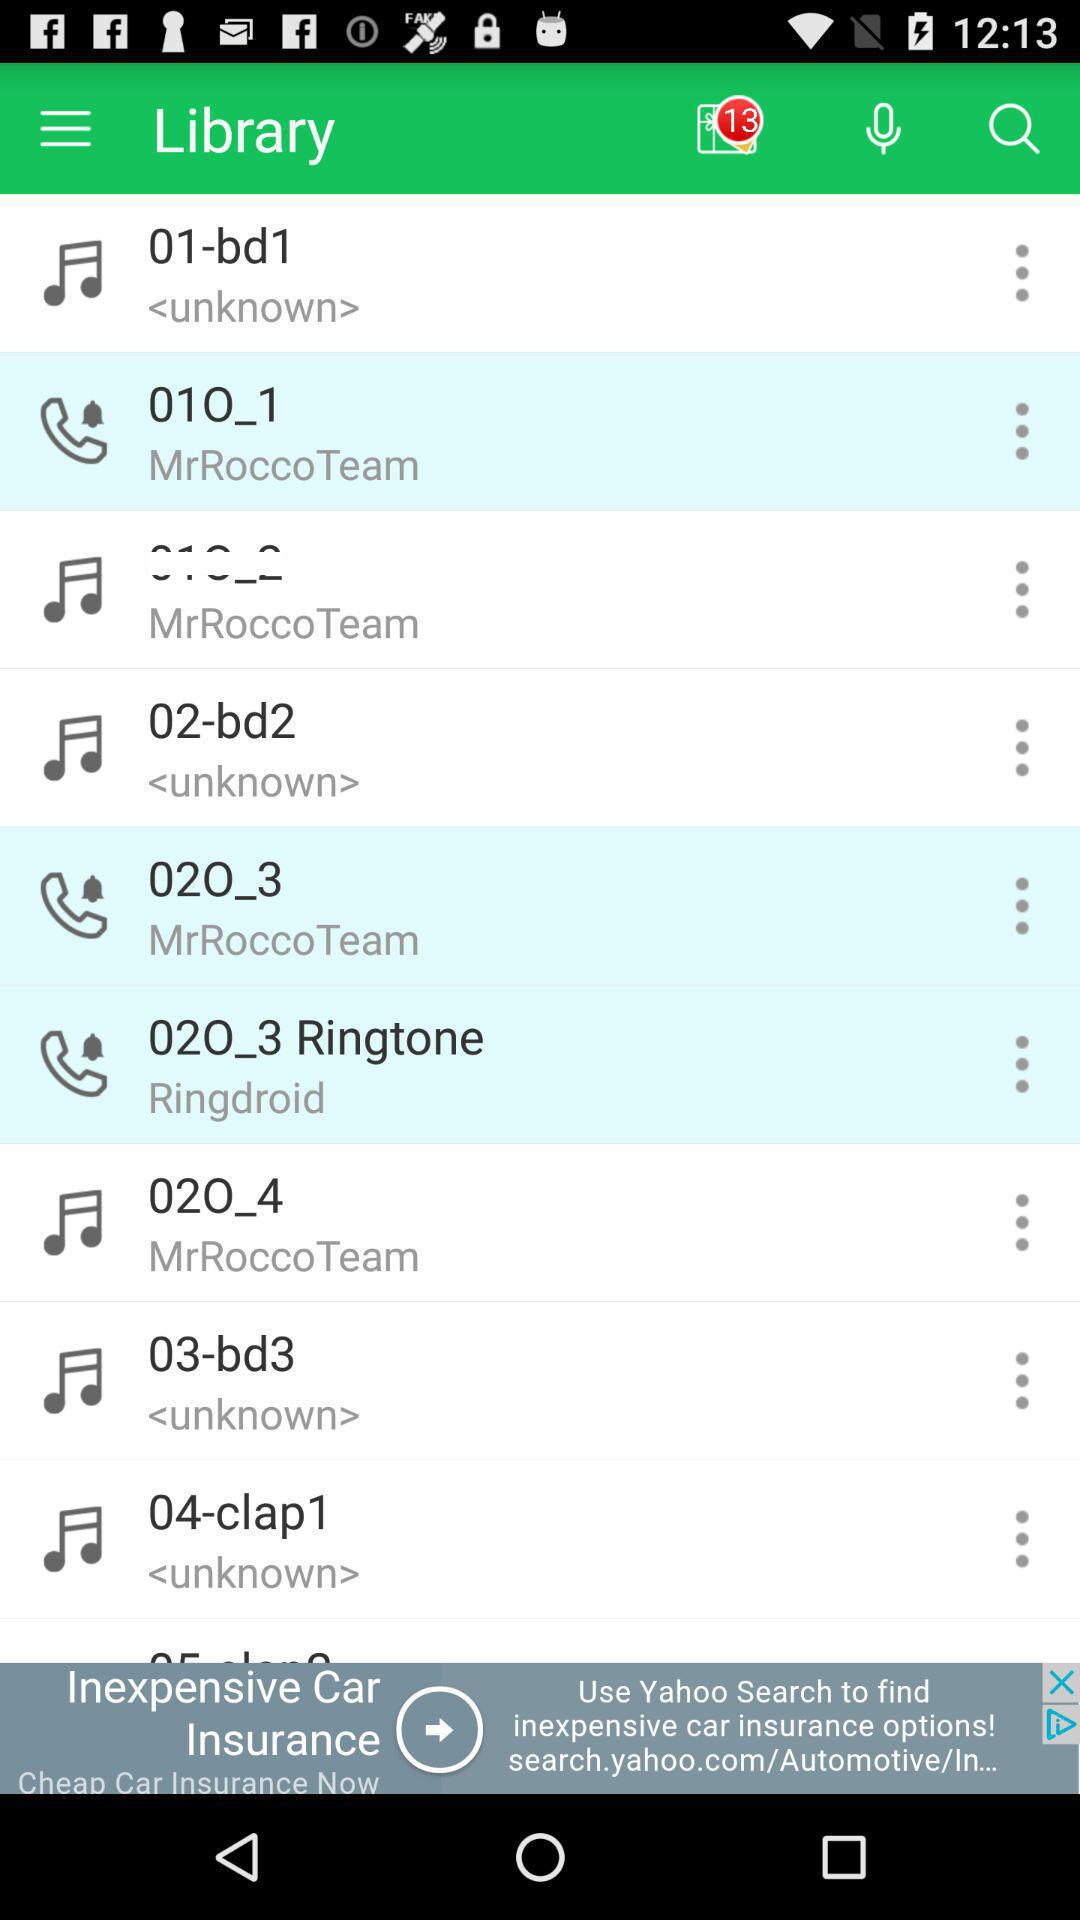 FAKE
12:13
Library
13
01-bd1
<unknown>
01O_1
MrRoccoTeam
MrRoccoTeam
02-bd2
<unknown>
02O_3
MrRoccoTeam
02O_3 Ringtone
Ringdroid
02O_4
MrRoccoTeam
03-bd3
<unknown>
04-clap1
<unknown>
Inexpensive Car
Insurance
Cheap Car Insurance Now
Use Yahoo Search to find
inexpensive car insurance options!
search.yahoo.com/Automotive/In...